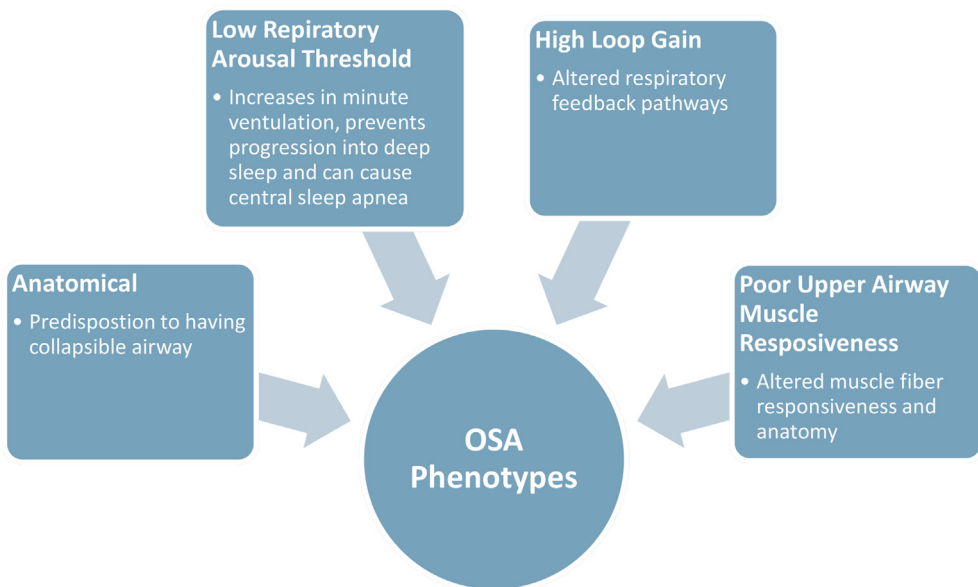 Low Repiratory
Arousal Threshold
• Increases in minute
ventulation, prevents
progression into deep
sleep and can cause
central sleep apnea
High Loop Gain
• Altered respiratory
feedback pathways
Anatomical
• Predispostion to having
collapsible airway
Poor Upper Airway
Muscle
Resposiveness
• Altered muscle fiber
responsiveness and
anatomy
OSA
Phenotypes